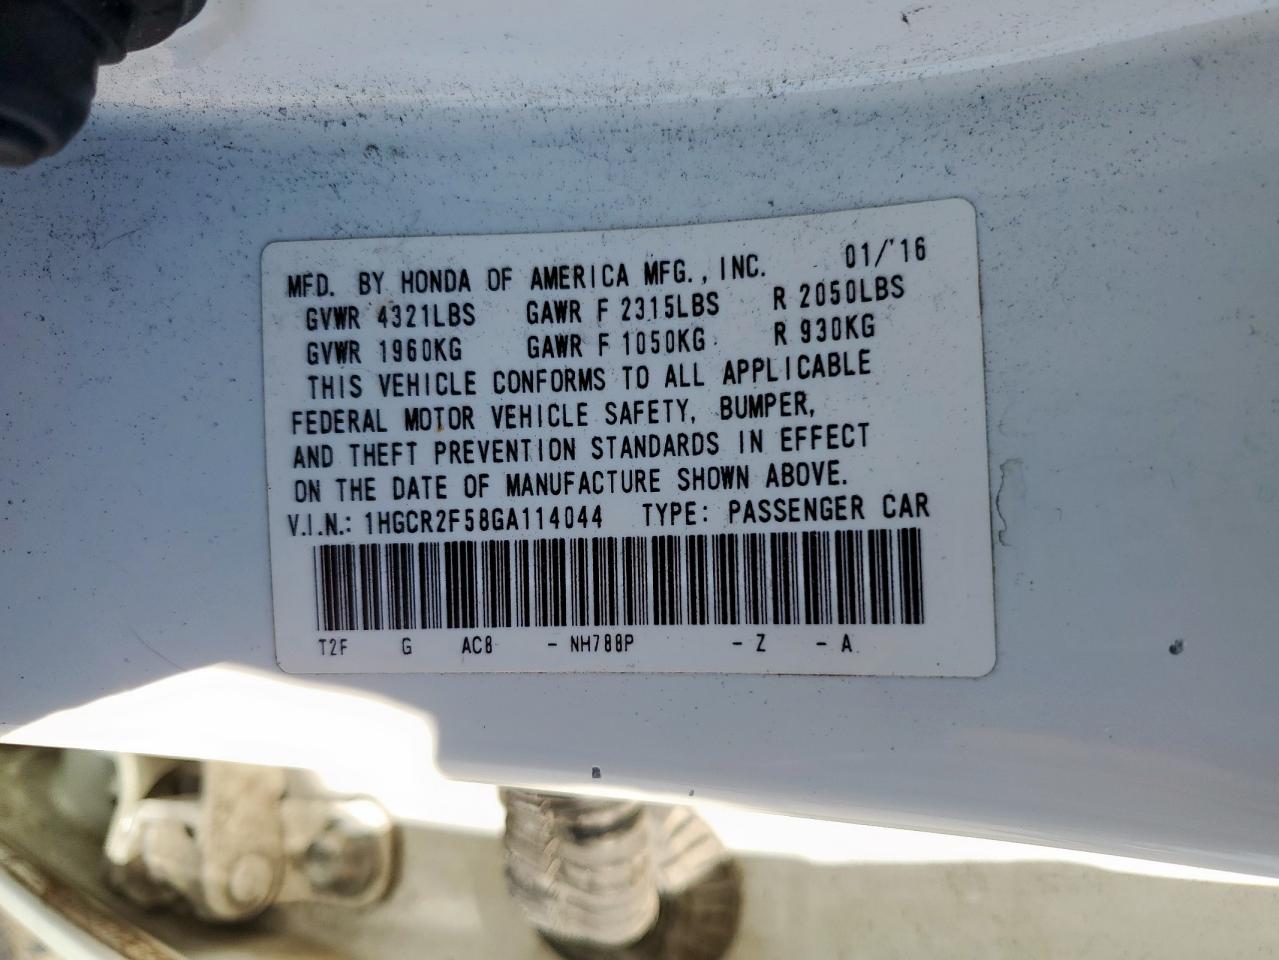 MFD. BY HONDA OF AMERICA MFG., INC. 01/'16
GVWR 4321LBS GAWR F 2315LBS R 2050LBS
GVWR 1960KG GAWR F 1050KG R 930KG
THIS VEHICLE CONFORMS TO ALL APPLICABLE
FEDERAL MOTOR VEHICLE SAFETY, BUMPER,
AND THEFT PREVENTION STANDARDS IN EFFECT
ON THE DATE OF MANUFACTURE SHOWN ABOVE.
V.I.N.: 1HGCR2F58GA114044 TYPE: PASSENGER CAR
T2F G AC8 - NH788P - Z - A